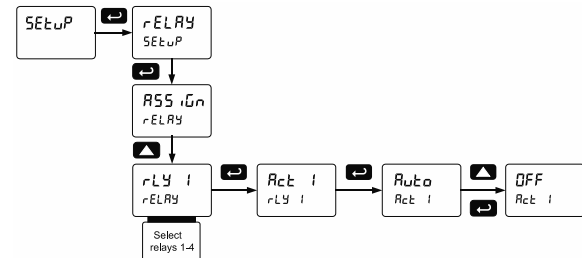 SEtuP
rELAY
SEtuP
ASSiGn
rELAY
rLY 1
rELAY
Act 1
rLY 1
Auto
Act 1
OFF
Act 1
Select
relays 1-4